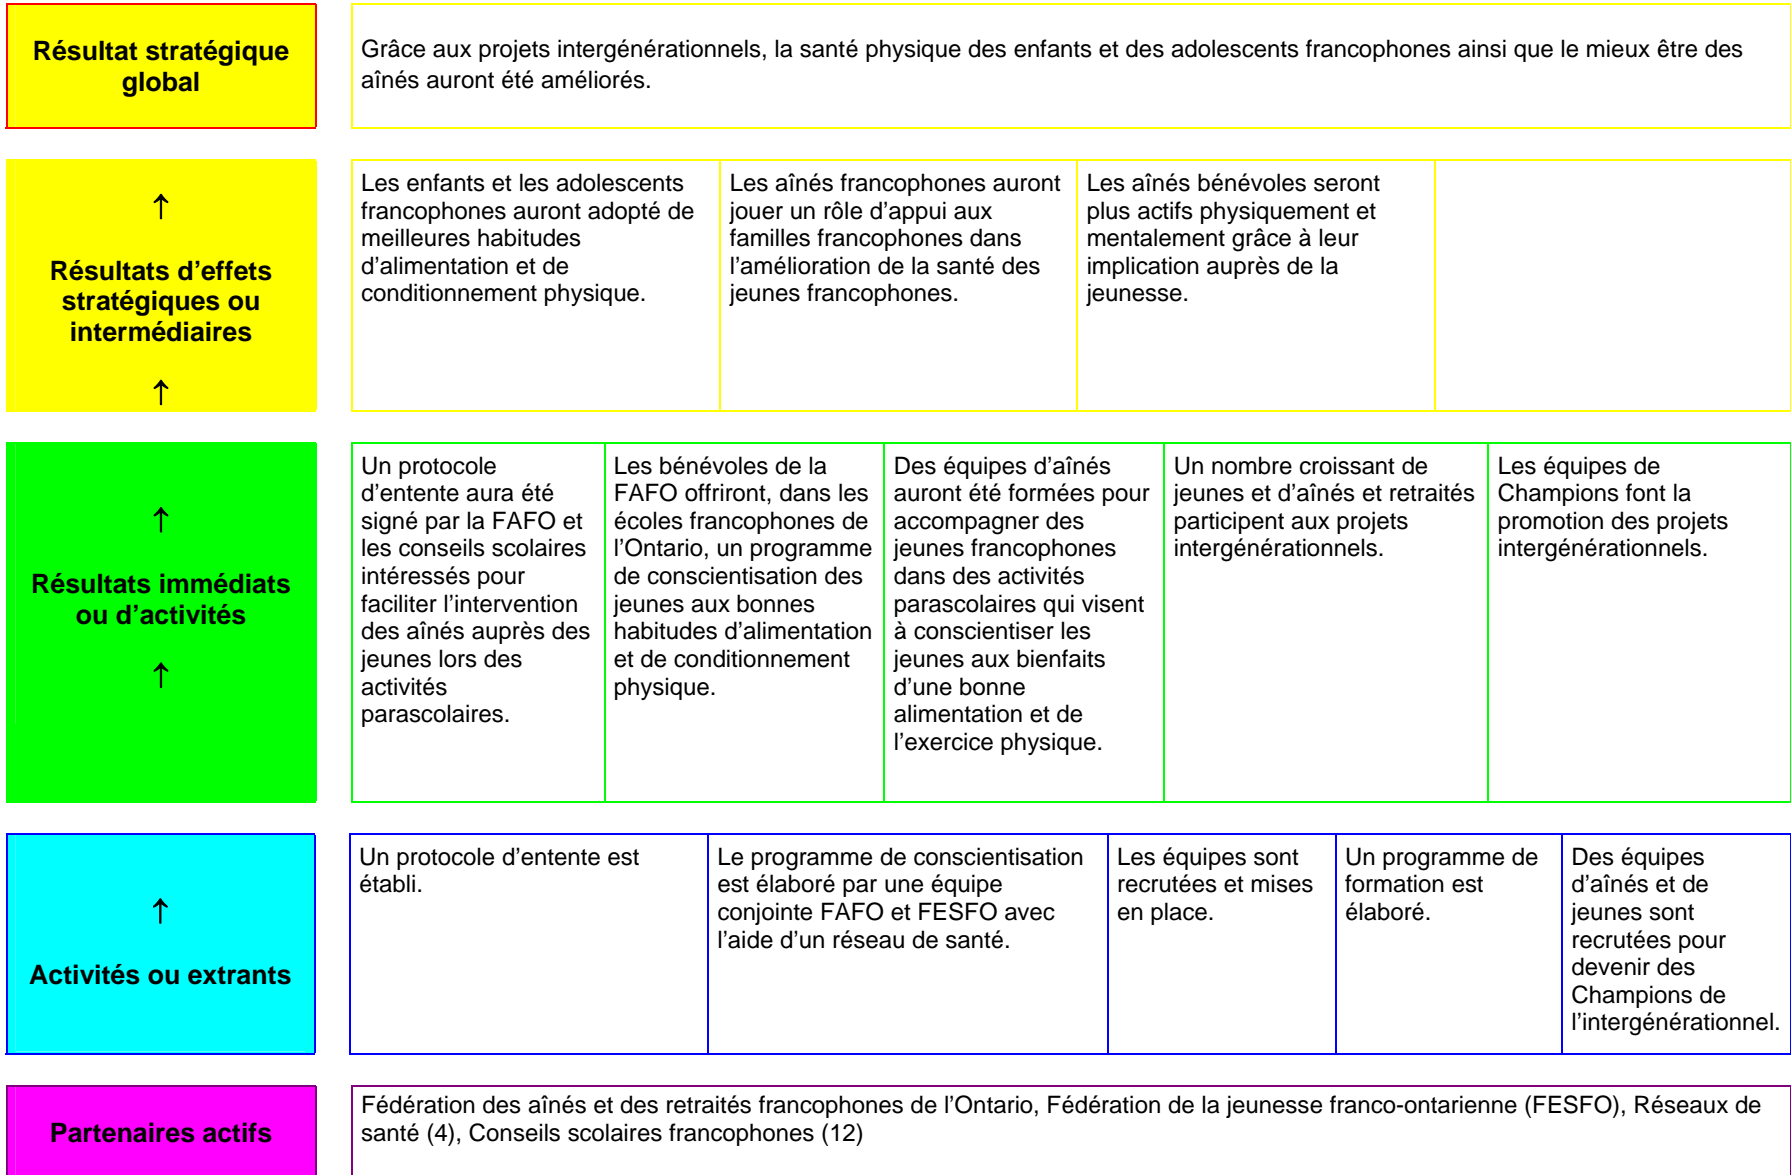 Résultat stratégique
global
Grâce aux projets intergénérationnels, la santé physique des enfants et des adolescents francophones ainsi que le mieux être des
aînés auront été améliorés.
↑
Résultats d’effets
stratégiques ou
intermédiaires
↑
Les enfants et les adolescents
francophones auront adopté de
meilleures habitudes
d’alimentation et de
conditionnement physique.
Les aînés francophones auront
jouer un rôle d’appui aux
familles francophones dans
l’amélioration de la santé des
jeunes francophones.
Les aînés bénévoles seront
plus actifs physiquement et
mentalement grâce à leur
implication auprès de la
jeunesse.
↑
Résultats immédiats
ou d’activités
↑
Un protocole
d’entente aura été
signé par la FAFO et
les conseils scolaires
intéressés pour
faciliter l’intervention
des aînés auprès des
jeunes lors des
activités
parascolaires.
Les bénévoles de la
FAFO offriront, dans les
écoles francophones de
l’Ontario, un programme
de conscientisation des
jeunes aux bonnes
habitudes d’alimentation
et de conditionnement
physique.
Des équipes d’aînés
auront été formées pour
accompagner des
jeunes francophones
dans des activités
parascolaires qui visent
à conscientiser les
jeunes aux bienfaits
d’une bonne
alimentation et de
l’exercice physique.
Un nombre croissant de
jeunes et d’aînés et retraités
participent aux projets
intergénérationnels.
Les équipes de
Champions font la
promotion des projets
intergénérationnels.
↑
Activités ou extrants
Un protocole d’entente est
établi.
Le programme de conscientisation
est élaboré par une équipe
conjointe FAFO et FESFO avec
l’aide d’un réseau de santé.
Les équipes sont
recrutées et mises
en place.
Un programme de
formation est
élaboré.
Des équipes
d’aînés et de
jeunes sont
recrutées pour
devenir des
Champions de
l’intergénérationnel.
Partenaires actifs
Fédération des aînés et des retraités francophones de l’Ontario, Fédération de la jeunesse franco-ontarienne (FESFO), Réseaux de
santé (4), Conseils scolaires francophones (12)